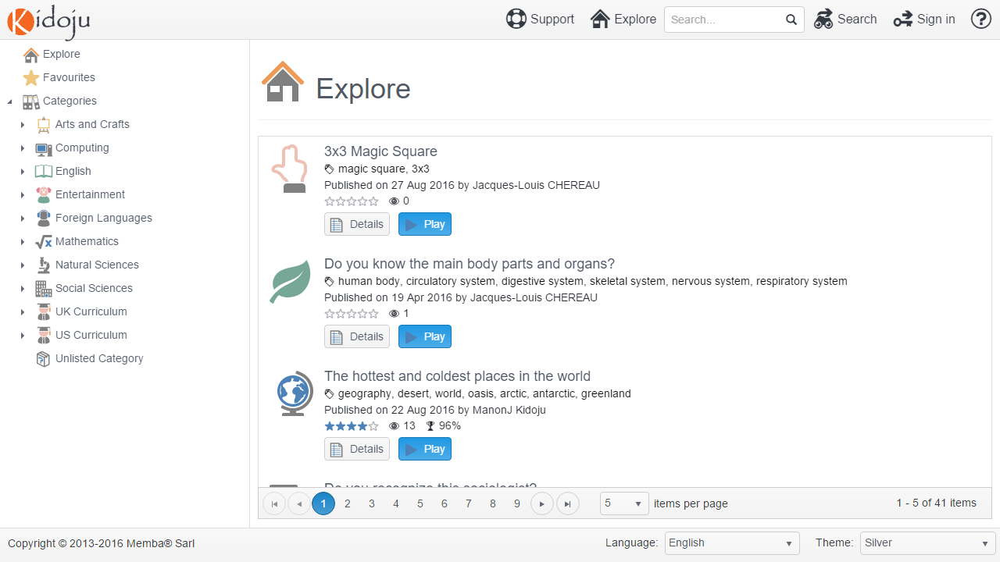 Kidoju
Support
Explore
Search...
Search
Sign in
Explore
Favourites
Categories
Arts and Crafts
Computing
English
Entertainment
Foreign Languages
Mathematics
Natural Sciences
Social Sciences
UK Curriculum
US Curriculum
Unlisted Category
Explore
3x3 Magic Square
magic square, 3x3
Published on 27 Aug 2016 by Jacques-Louis CHEREAU
0
Details Play
Do you know the main body parts and organs?
human body, circulatory system, digestive system, skeletal system, nervous system, respiratory system
Published on 19 Apr 2016 by Jacques-Louis CHEREAU
1
Details Play
The hottest and coldest places in the world
geography, desert, world, oasis, arctic, antarctic, greenland
Published on 22 Aug 2016 by ManonJ Kidoju
13 96%
Details Play
Do you recognize this sociologist?
1 2 3 4 5 6 7 8 9 5 items per page 1 - 5 of 41 items
Copyright © 2013-2016 Memba® Sarl Language: English Theme: Silver